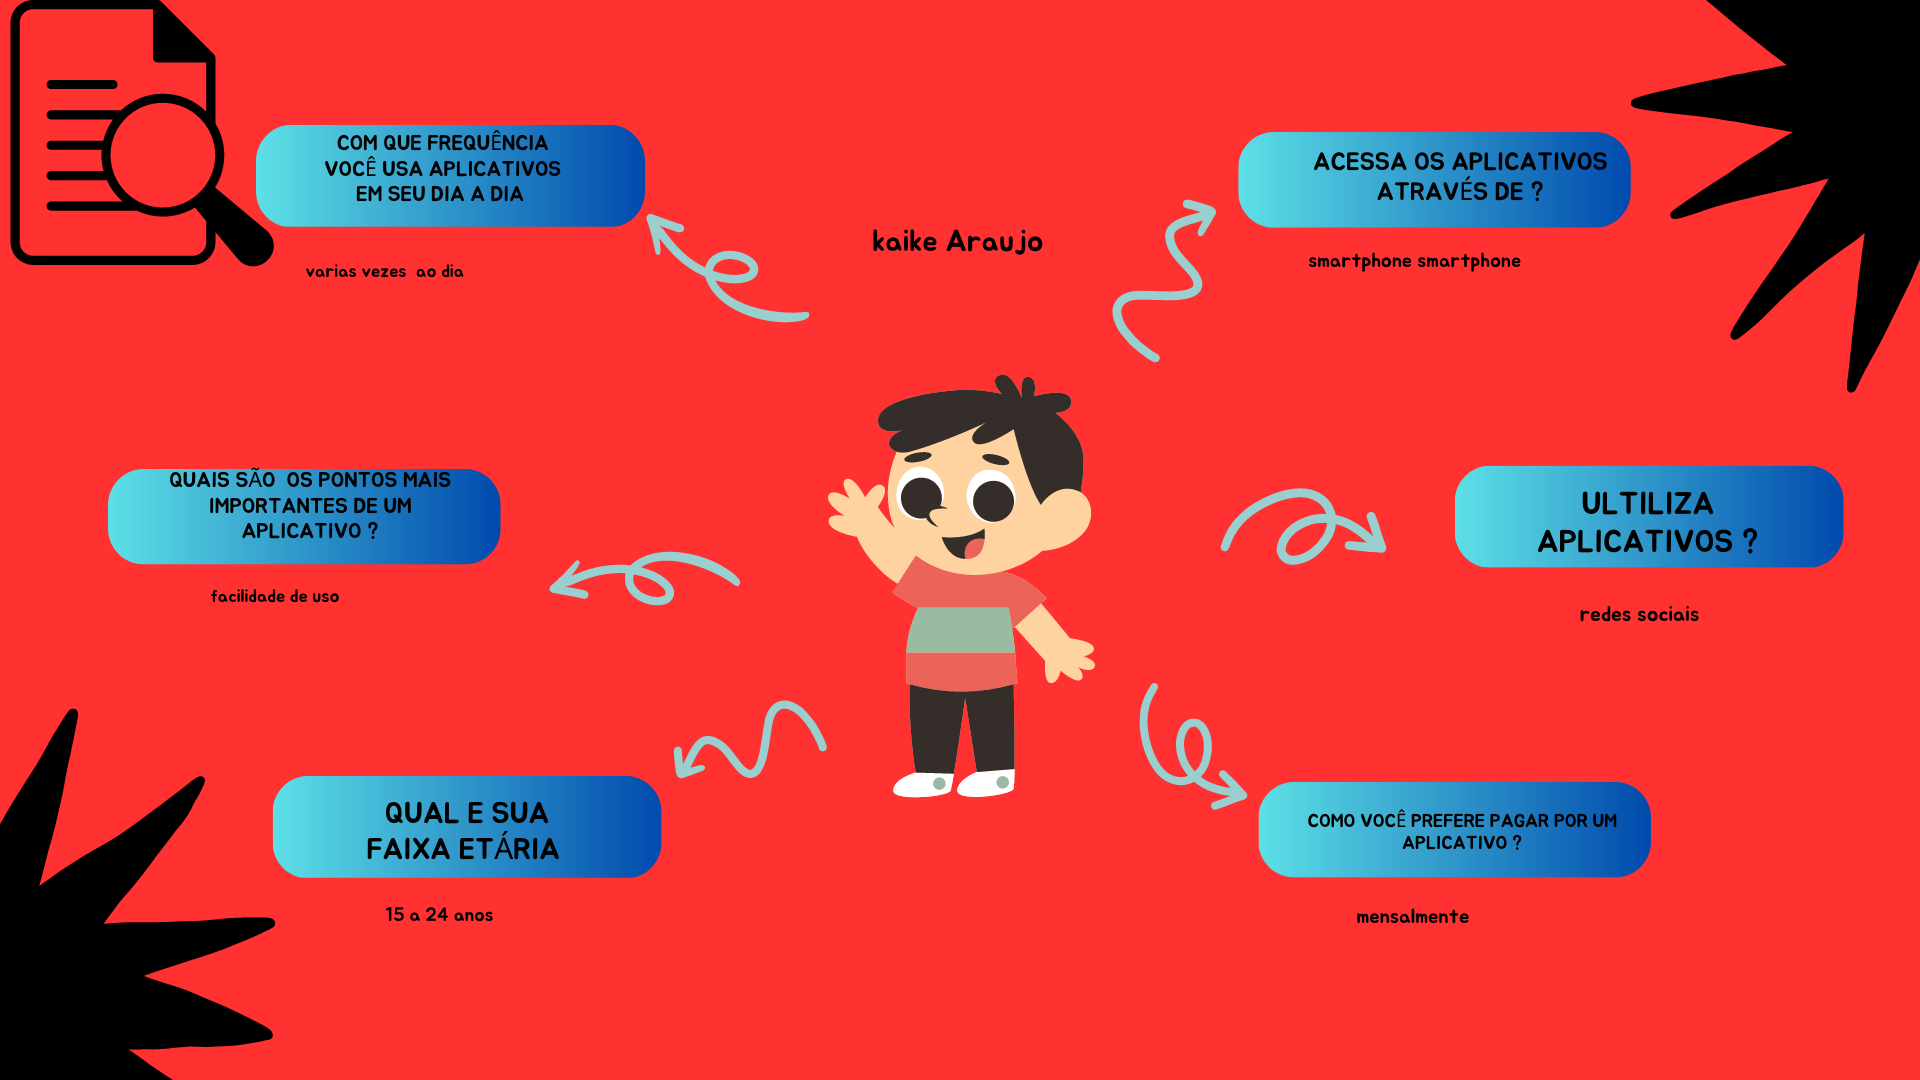 COM QUE FREQUÊNCIA
VOCÊ USA APLICATIVOS
EM SEU DIA A DIA
varias vezes  ao dia
kaike Araujo
ACESSA OS APLICATIVOS
ATRAVÉS DE ?
smartphone smartphone
QUAIS SÃO  OS PONTOS MAIS
IMPORTANTES DE UM
APLICATIVO ?
facilidade de uso
ULTILIZA
APLICATIVOS ?
redes sociais
QUAL E SUA
FAIXA ETÁRIA
15 a 24 anos
COMO VOCÊ PREFERE PAGAR POR UM
APLICATIVO ?
mensalmente